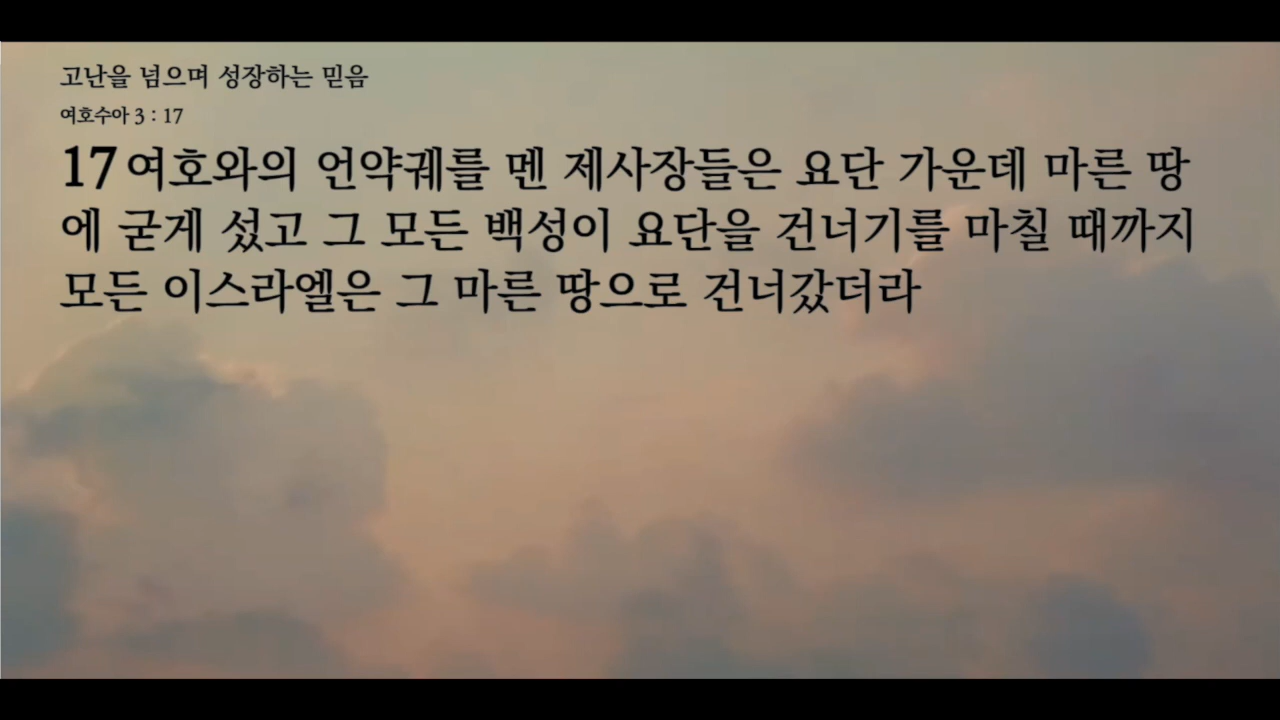 고난을 넘으며 성장하는 믿음
여호수아 3 : 17
17 여호와의 언약궤를 멘 제사장들은 요단 가운데 마른 땅
에 굳게 섰고 그 모든 백성이 요단을 건너기를 마칠 때까지
모든 이스라엘은 그 마른 땅으로 건너갔더라